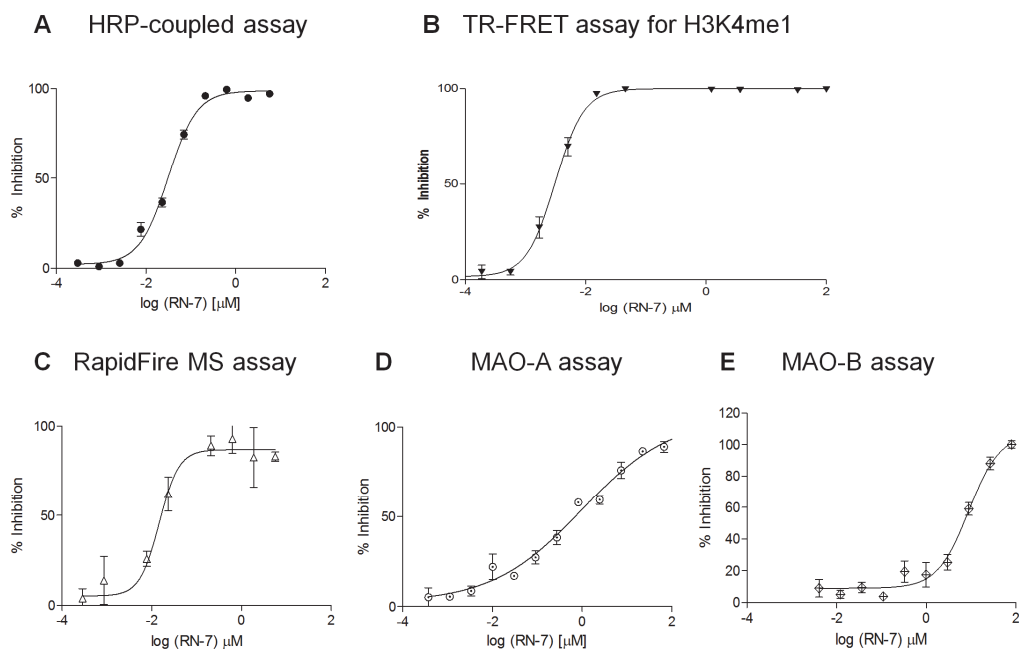 A HRP-coupled assay
B TR-FRET assay for H3K4me1
100
50
0
% Inhibition
-4 -2 0 2
log (RN-7) [μM]
100
50
0
% Inhibition
-4 -2 0 2
log (RN-7) μM
C RapidFire MS assay
D MAO-A assay
E MAO-B assay
100
50
0
% Inhibition
-4 -2 0 2
log (RN-7) μM
100
50
0
% Inhibition
-4 -2 0 2
log (RN-7) [μM]
120
100
80
60
40
20
0
% Inhibition
-4 -2 0 2
log (RN-7) μM